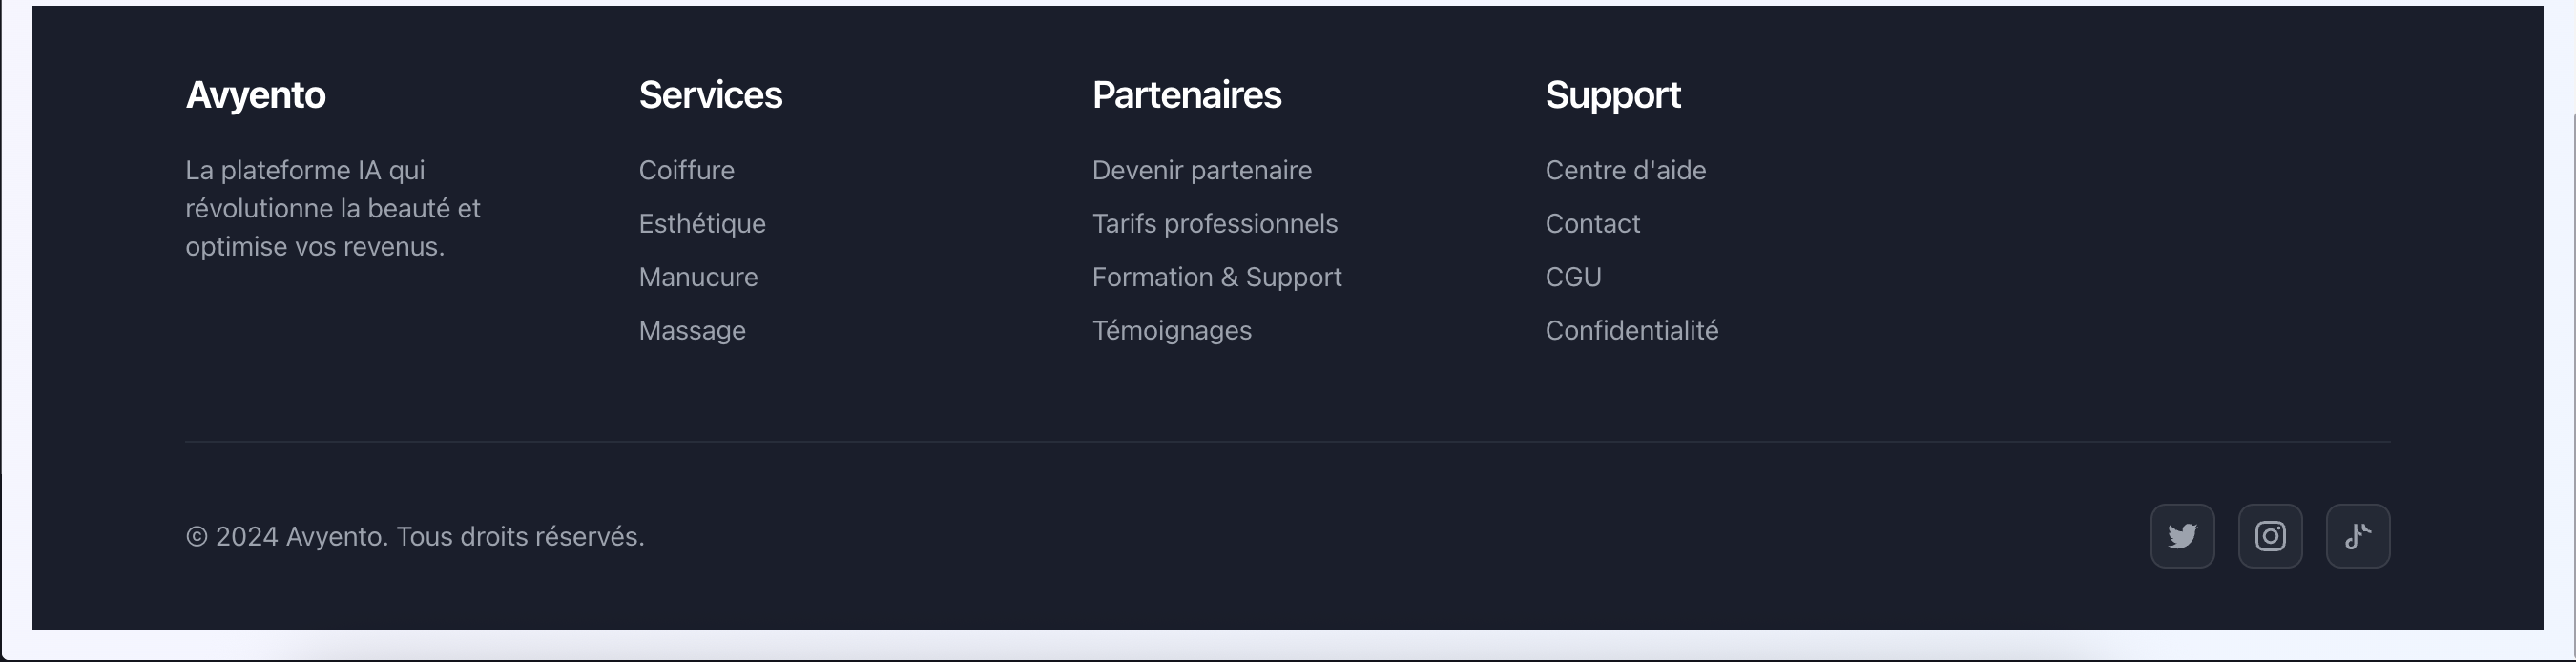 Avyento
La plateforme IA qui
révolutionne la beauté et
optimise vos revenus.
Services
Coiffure
Esthétique
Manucure
Massage
Partenaires
Devenir partenaire
Tarifs professionnels
Formation & Support
Témoignages
Support
Centre d'aide
Contact
CGU
Confidentialité
© 2024 Avyento. Tous droits réservés.